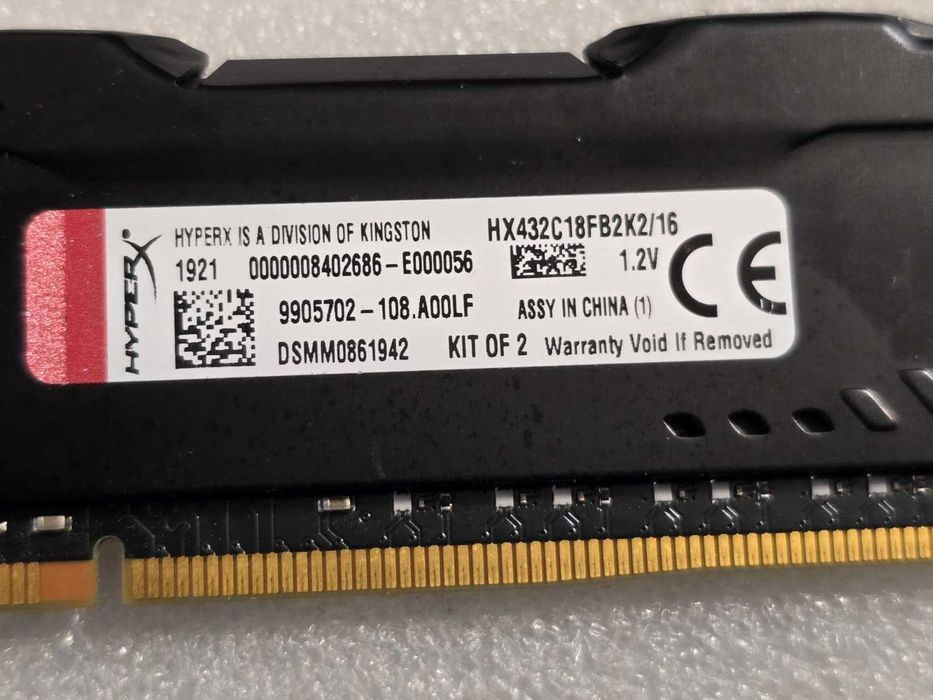 HYPERX
HYPERX IS A DIVISION OF KINGSTON
HX432C18FB2K2/16
1921 0000008402686-E000056
1.2V
CE
9905702-108.A00LF
ASSY IN CHINA (1)
DSMM0861942
KIT OF 2
Warranty Void If Removed